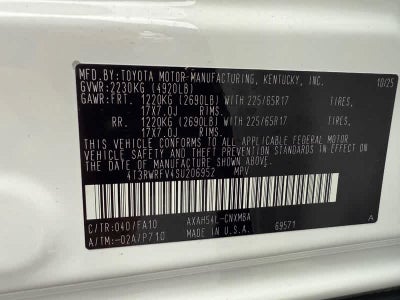 MFD.BY:TOYOTA MOTOR MANUFACTURING, KENTUCKY, INC. 10/25
GVWR:2230KG (4920LB)
GAWR:FRT. 1220KG (2690LB) WITH 225/65R17 TIRES,
17X7.0J RIMS.
RR. 1220KG (2690LB) WITH 225/65R17 TIRES,
17X7.0J RIMS.
THIS VEHICLE CONFORMS TO ALL APPLICABLE FEDERAL MOTOR
VEHICLE SAFETY STANDARDS IN EFFECT ON THE DATE OF
MANUFACTURE SHOWN ABOVE.
4T3RWRFV4SU206952 MPV
C/TR:040/FA10 AXAH54L-CNXMBA 69571
A/TM:-02A/P710 MADE IN U.S.A. A